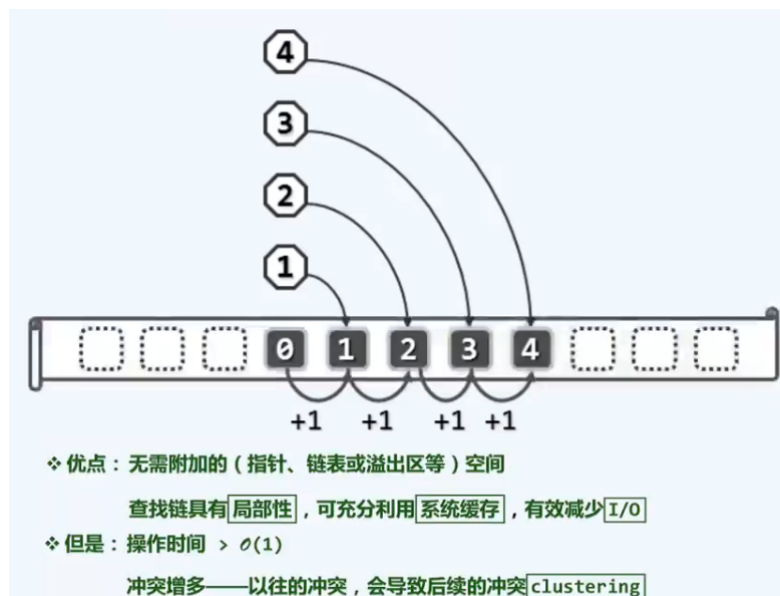 4
3
2
1
0 1 2 3 4
+1 +1 +1 +1
❖ 优点：无需附加的（指针、链表或溢出区等）空间
查找链具有局部性，可充分利用系统缓存，有效减少I/O
❖ 但是：操作时间 > O(1)
冲突增多——以往的冲突，会导致后续的冲突clustering